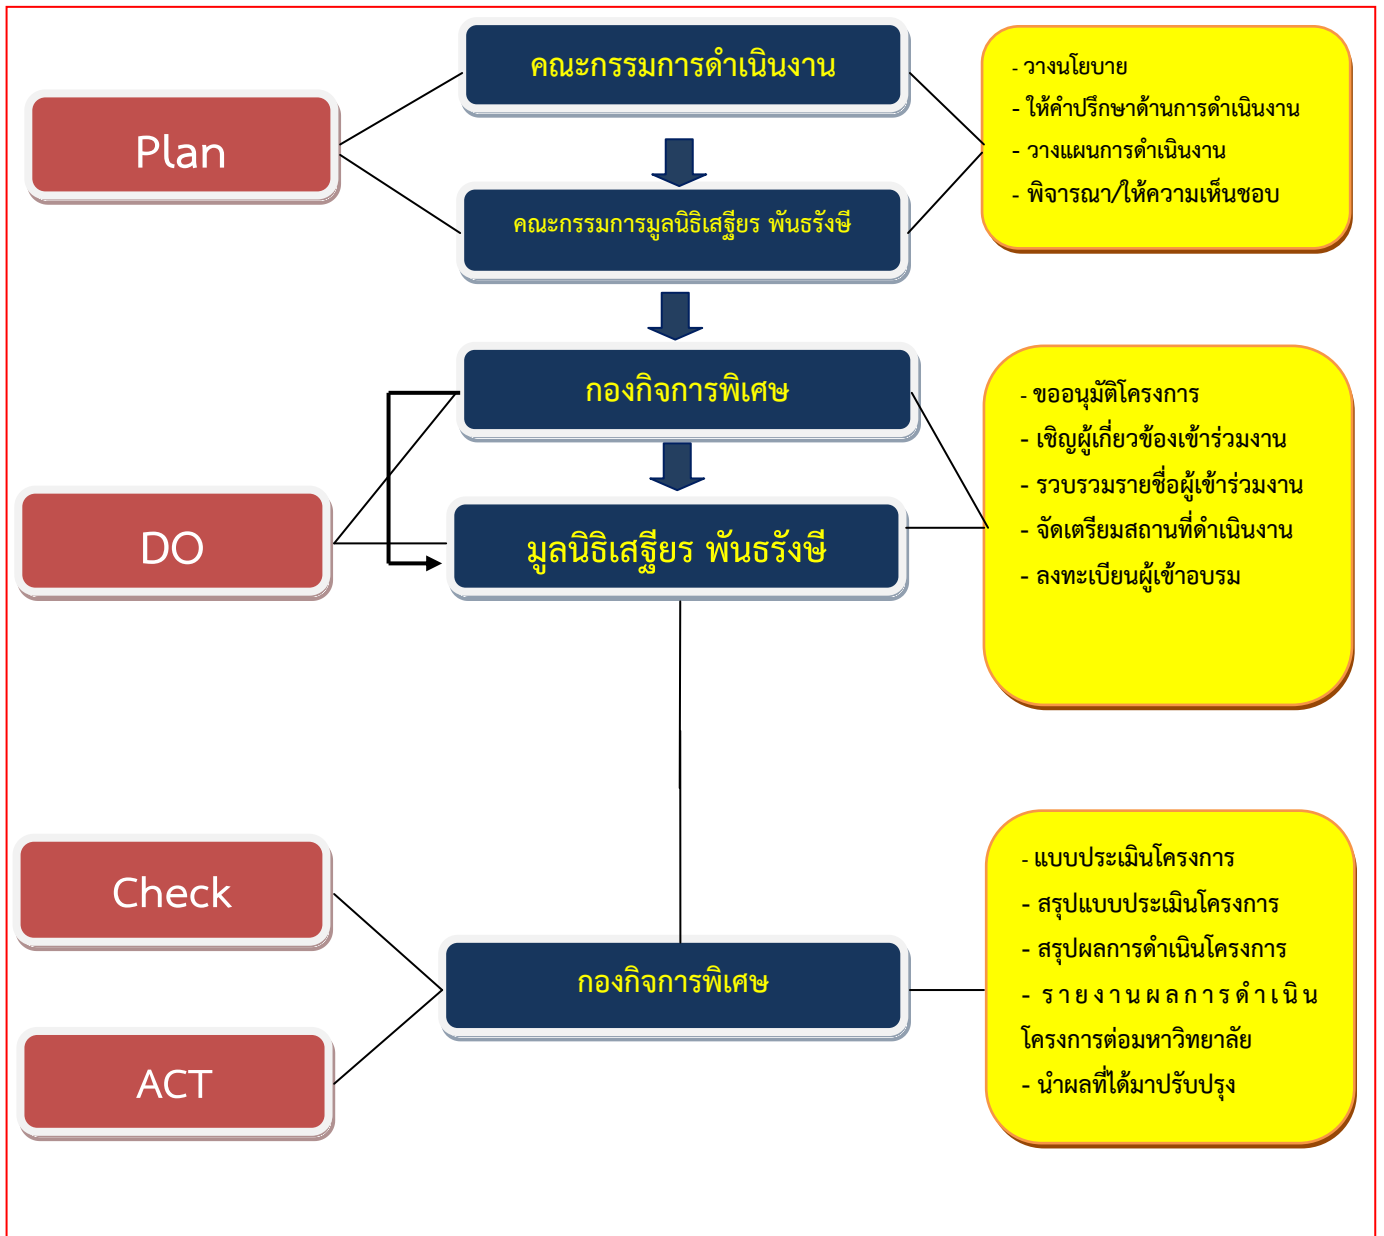 คณะกรรมการดำเนินงาน
Plan
คณะกรรมการมูลนิธิเสฐียร พันธรังษี
- วางนโยบาย
- ให้คำปรึกษาด้านการดำเนินงาน
- วางแผนการดำเนินงาน
- พิจารณา/ให้ความเห็นชอบ
กองกิจการพิเศษ
DO
มูลนิธิเสฐียร พันธรังษี
- ขออนุมัติโครงการ
- เชิญผู้เกี่ยวข้องเข้าร่วมงาน
- รวบรวมรายชื่อผู้เข้าร่วมงาน
- จัดเตรียมสถานที่ดำเนินงาน
- ลงทะเบียนผู้เข้าอบรม
Check
ACT
กองกิจการพิเศษ
- แบบประเมินโครงการ
- สรุปแบบประเมินโครงการ
- สรุปผลการดำเนินโครงการ
- รายงานผลการดำเนิน
โครงการต่อมหาวิทยาลัย
- นำผลที่ได้มาปรับปรุง